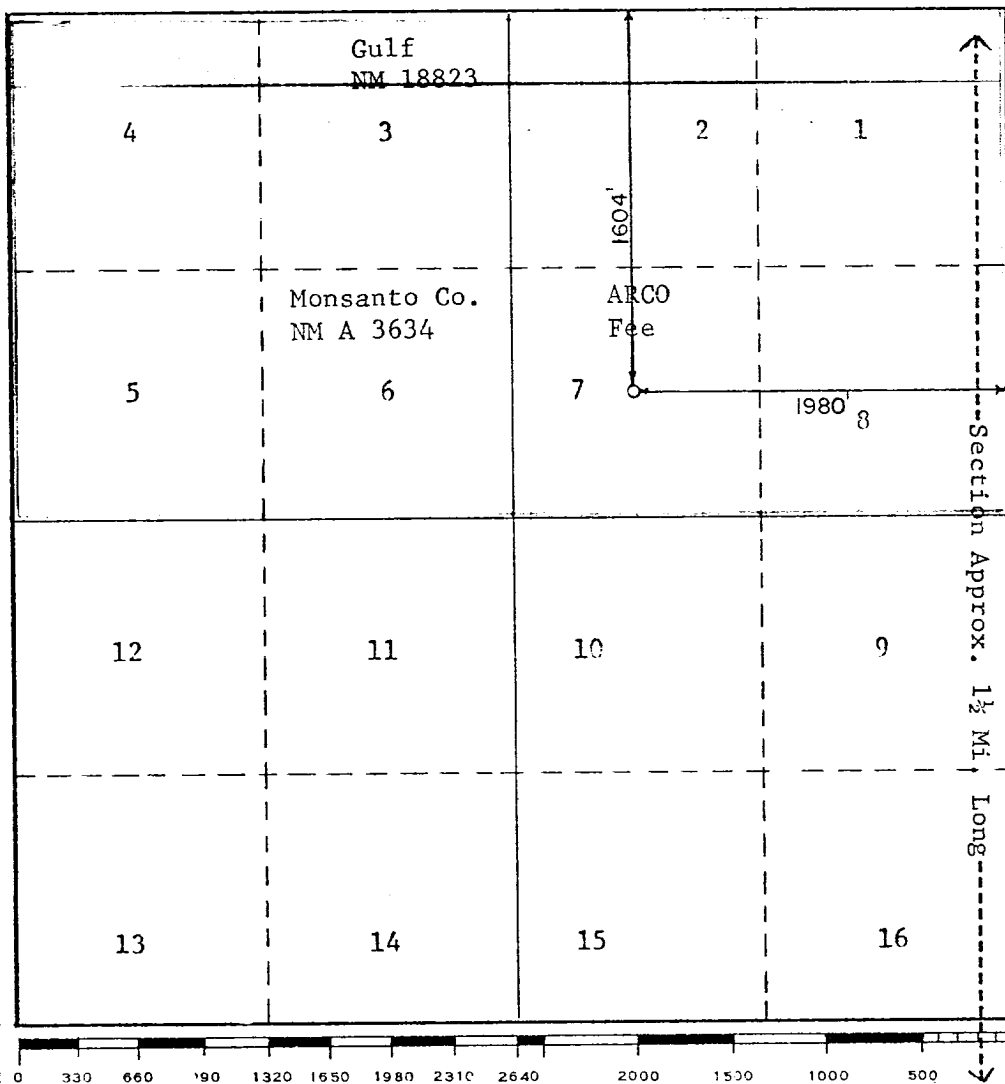 Gulf
NM 18823
4 3 2 1
1604'
Monsanto Co.
NM A 3634
ARCO
Fee
5 6 7
1980' 8
Section Approx. 1½ Mi. Long
12 11 10 9
13 14 15 16
0 330 660 790 1320 1650 1980 2310 2640 2000 1500 1000 500